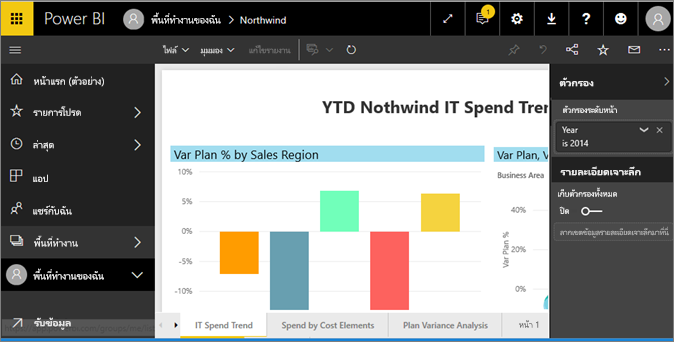 Power BI
พื้นที่ทำงานของฉัน > Northwind
1
?
ไฟล์
มุมมอง
แก้ไขรายงาน
หน้าแรก (ตัวอย่าง)
รายการโปรด
ล่าสุด
แอป
แชร์กับฉัน
พื้นที่ทำงาน
พื้นที่ทำงานของฉัน
รับข้อมูล
YTD Nothwind IT Spend Tren
Var Plan % by Sales Region
10%
5%
0%
-5%
-10%
Var Plan, V
Business Area
40%
20%
0%
Var Plan %
ตัวกรอง
ตัวกรองระดับหน้า
Year
is 2014
รายละเอียดเจาะลึก
เก็บตัวกรองทั้งหมด
ปิด
ลากเขตข้อมูลรายละเอียดเจาะลึกมาที่นี่
IT Spend Trend
Spend by Cost Elements
Plan Variance Analysis
หน้า 1